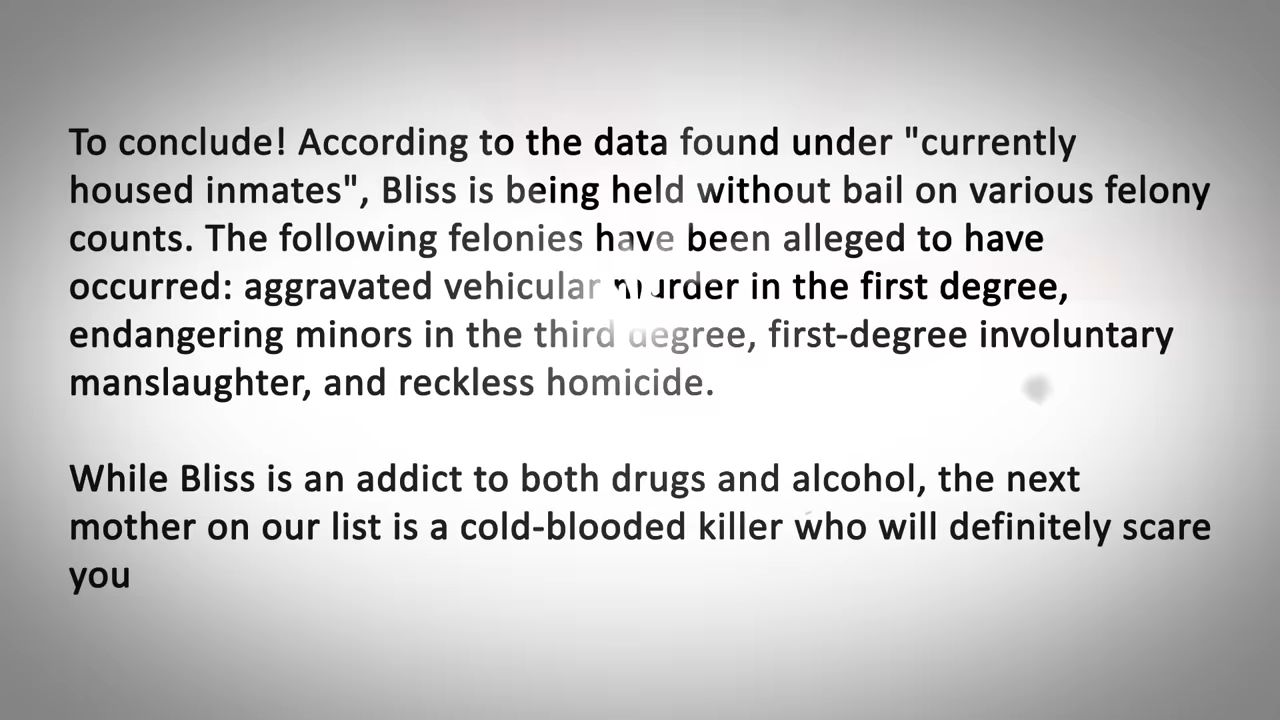 To conclude! According to the data found under "currently
housed inmates", Bliss is being held without bail on various felony
counts. The following felonies have been alleged to have
occurred: aggravated vehicular murder in the first degree,
endangering minors in the third degree, first-degree involuntary
manslaughter, and reckless homicide.
While Bliss is an addict to both drugs and alcohol, the next
mother on our list is a cold-blooded killer who will definitely scare
you